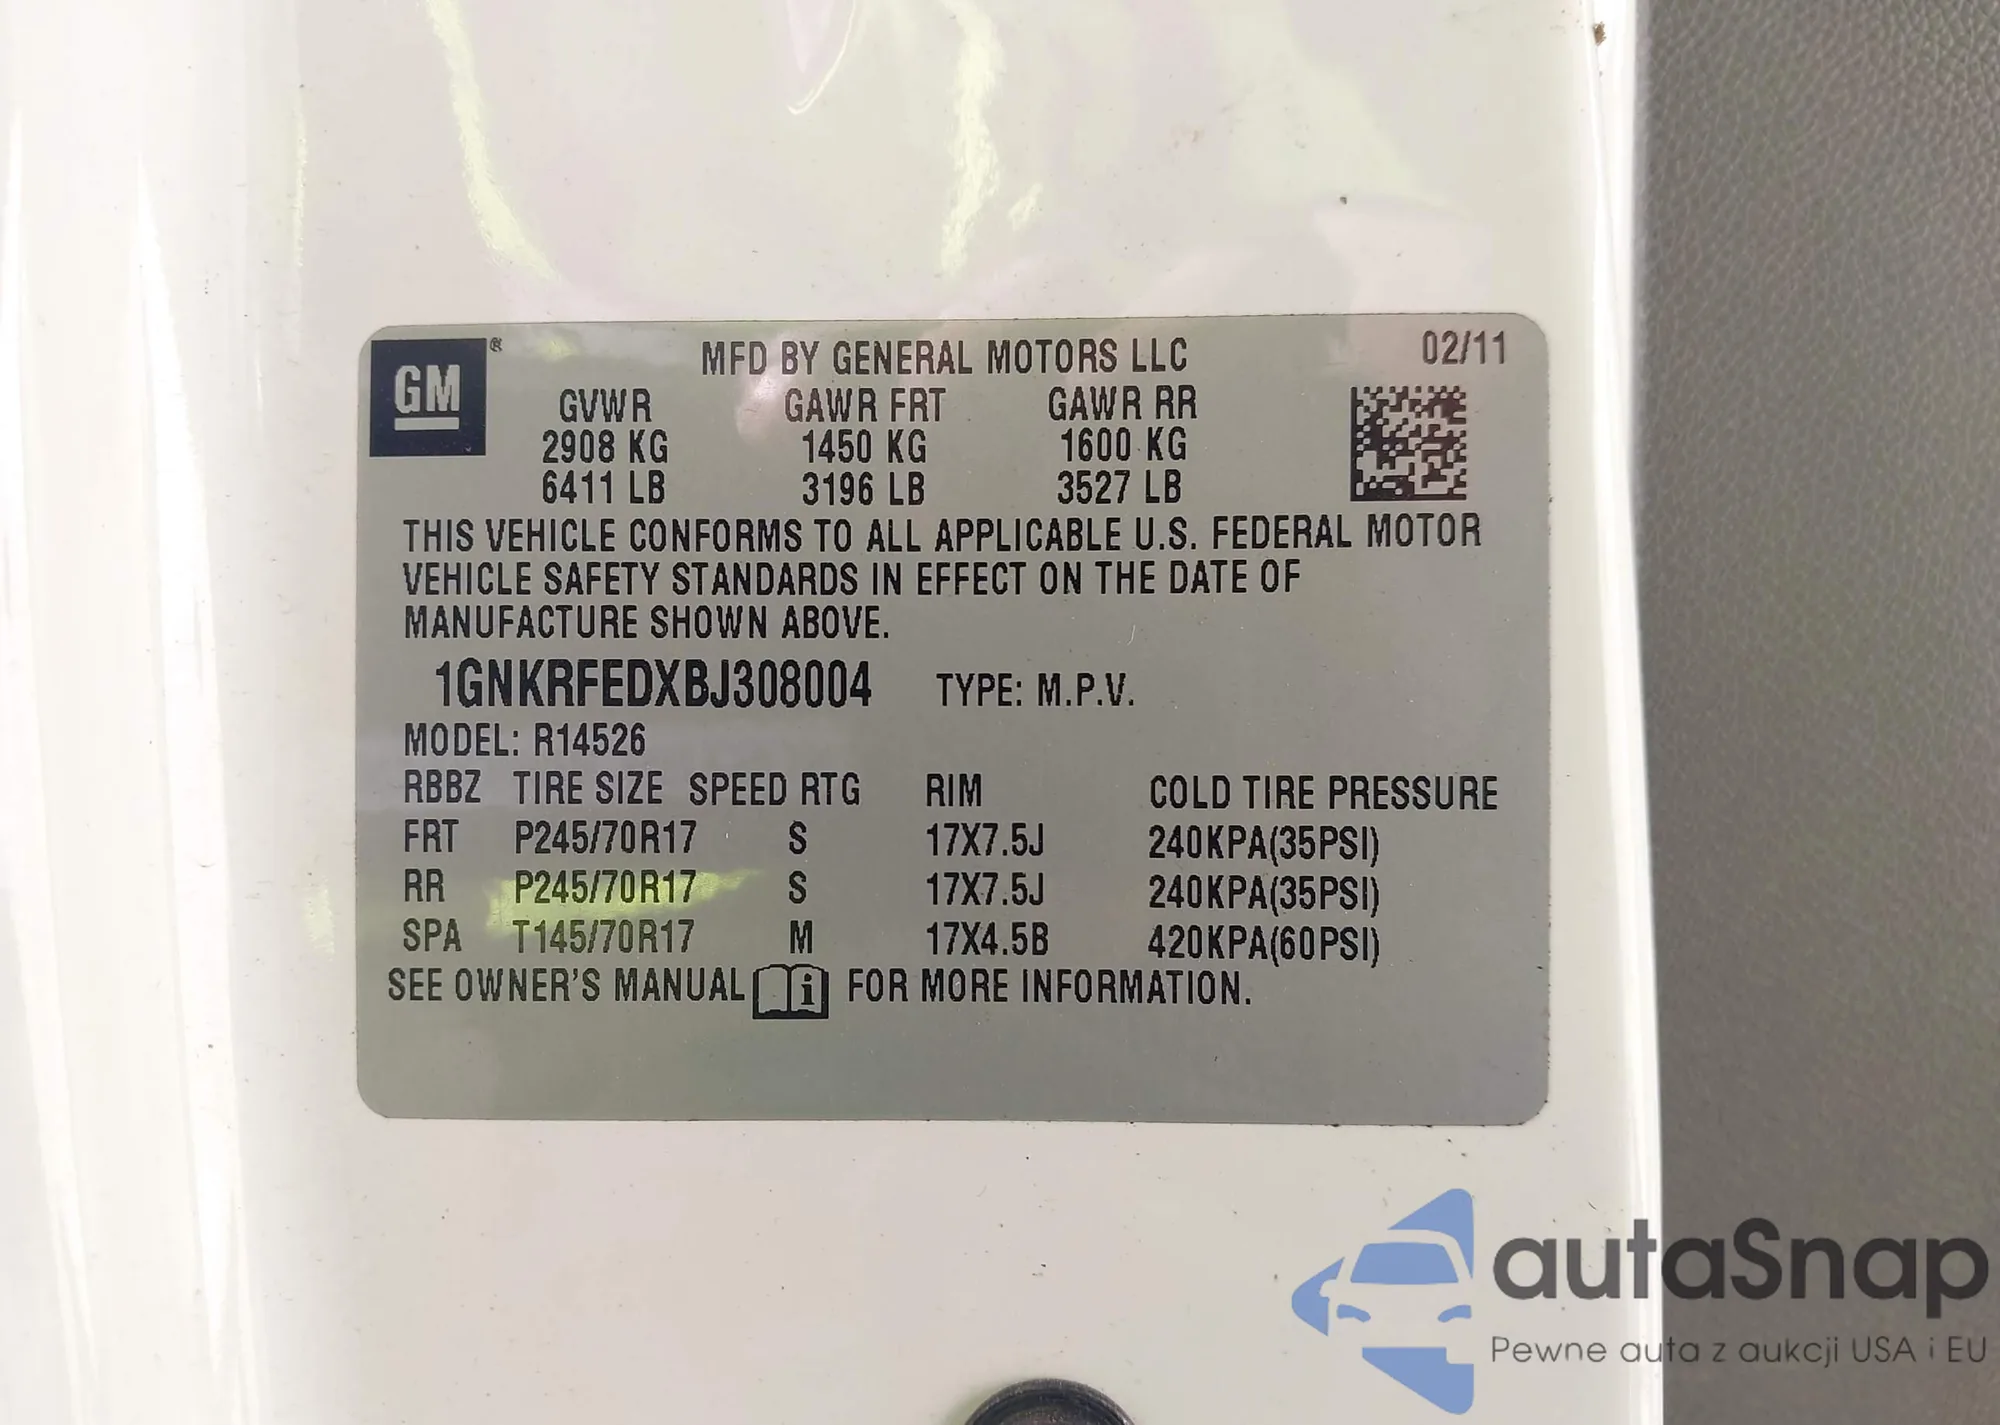 GM®
MFD BY GENERAL MOTORS LLC 02/11
GVWR GAWR FRT GAWR RR
2908 KG 1450 KG 1600 KG
6411 LB 3196 LB 3527 LB
THIS VEHICLE CONFORMS TO ALL APPLICABLE U.S. FEDERAL MOTOR
VEHICLE SAFETY STANDARDS IN EFFECT ON THE DATE OF
MANUFACTURE SHOWN ABOVE.
1GNKRFEDXBJ308004 TYPE: M.P.V.
MODEL: R14526
RBBZ TIRE SIZE SPEED RTG RIM COLD TIRE PRESSURE
FRT P245/70R17 S 17X7.5J 240KPA(35PSI)
RR P245/70R17 S 17X7.5J 240KPA(35PSI)
SPA T145/70R17 M 17X4.5B 420KPA(60PSI)
SEE OWNER'S MANUAL i FOR MORE INFORMATION.
autaSnap
Pewne auta z aukcji USA i EU